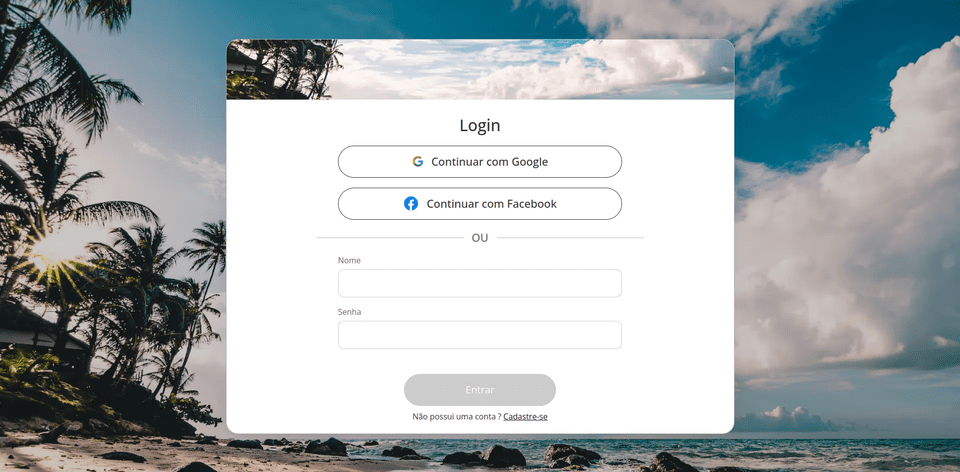 Login
Continuar com Google
Continuar com Facebook
OU
Nome
Senha
Entrar
Não possui uma conta ? Cadastre-se